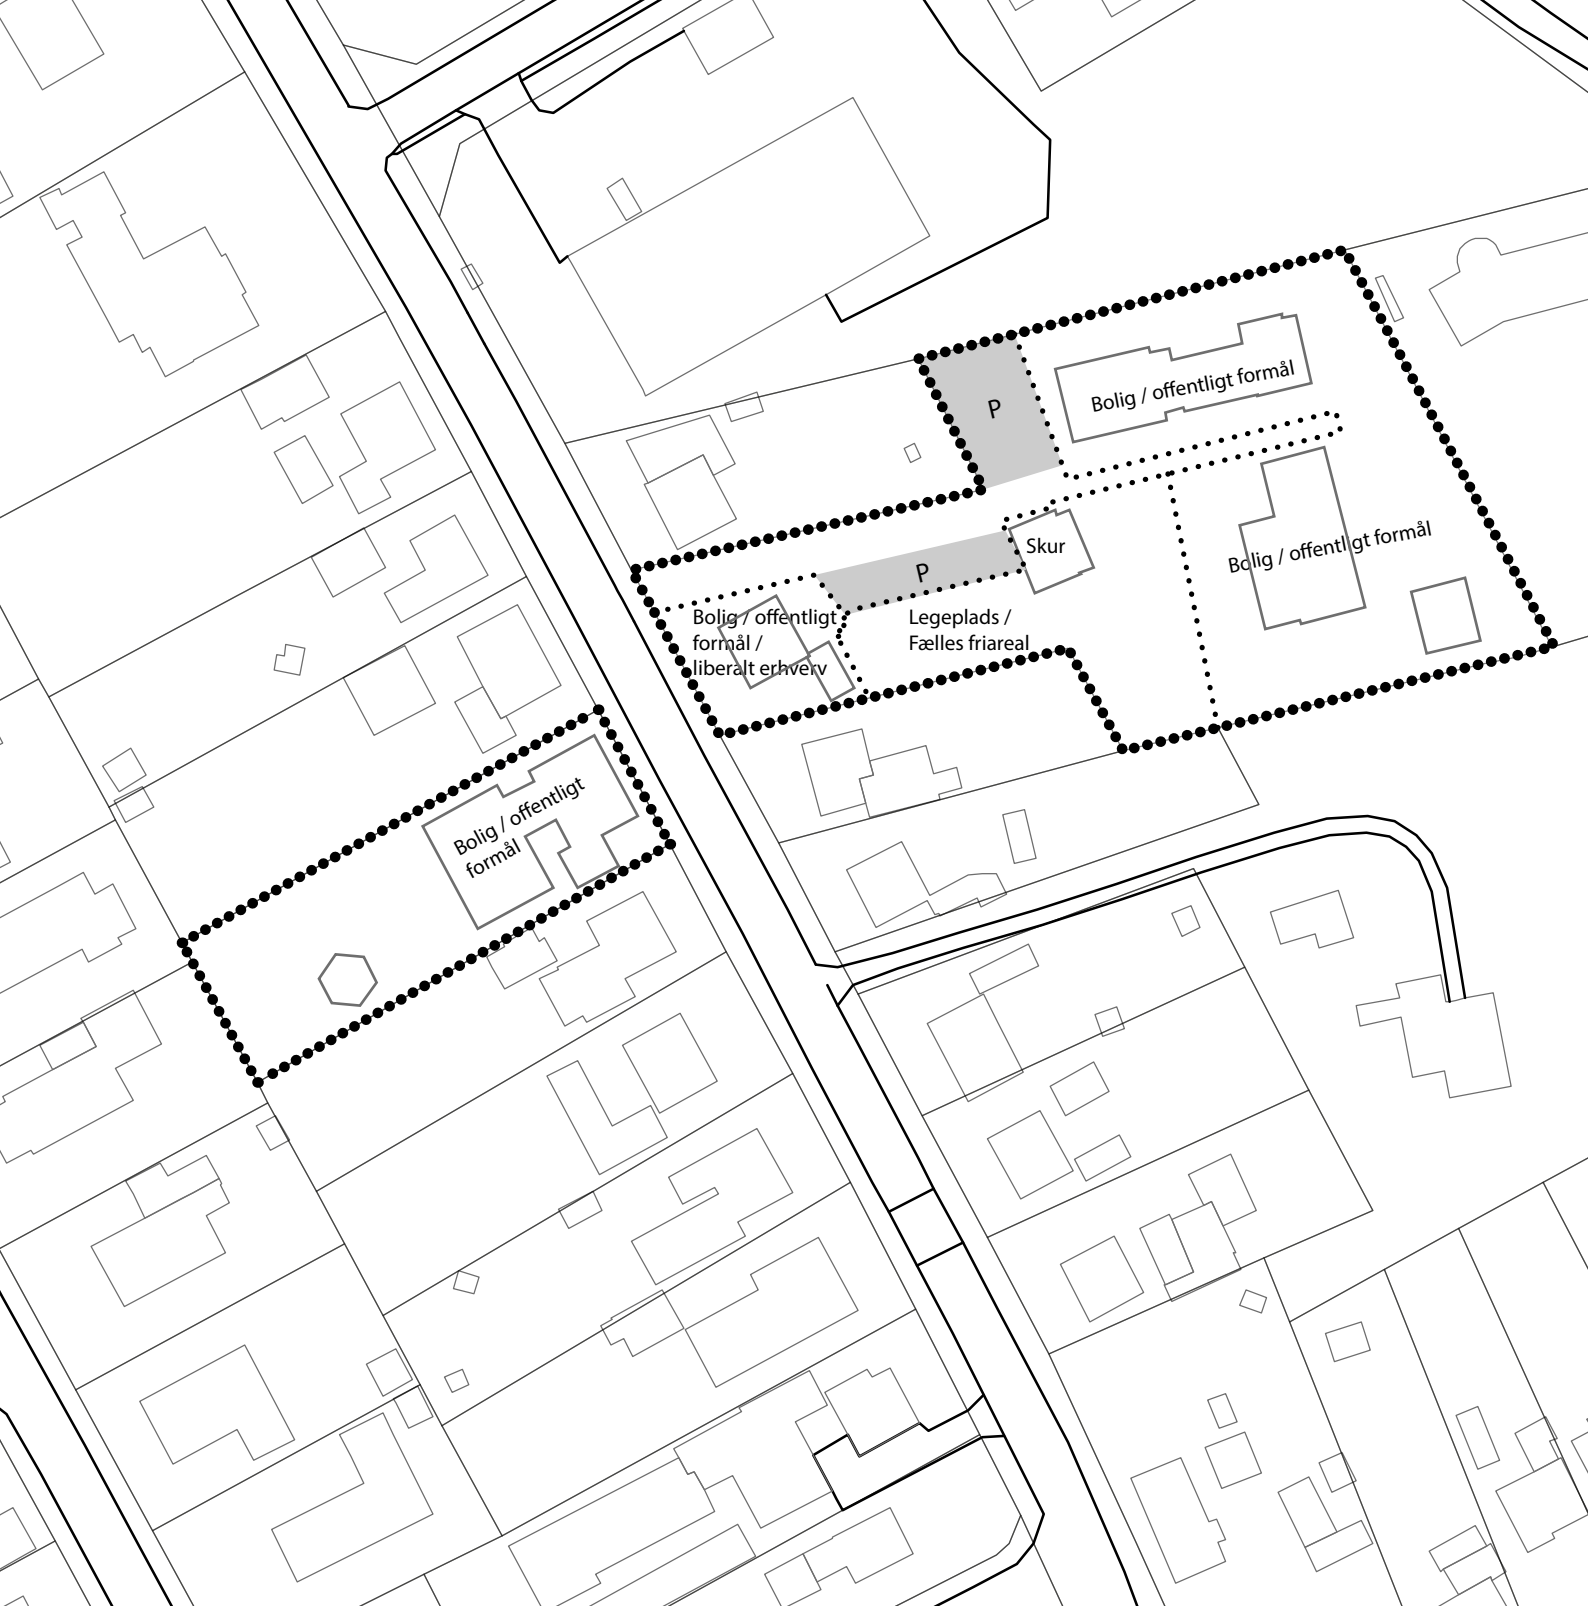 Bolig / offentligt formål
P
Skur
Bolig / offentligt formål
P
Bolig / offentligt
formål /
liberalt erhverv
Legeplads /
Fælles friareal
Bolig / offentligt
formål